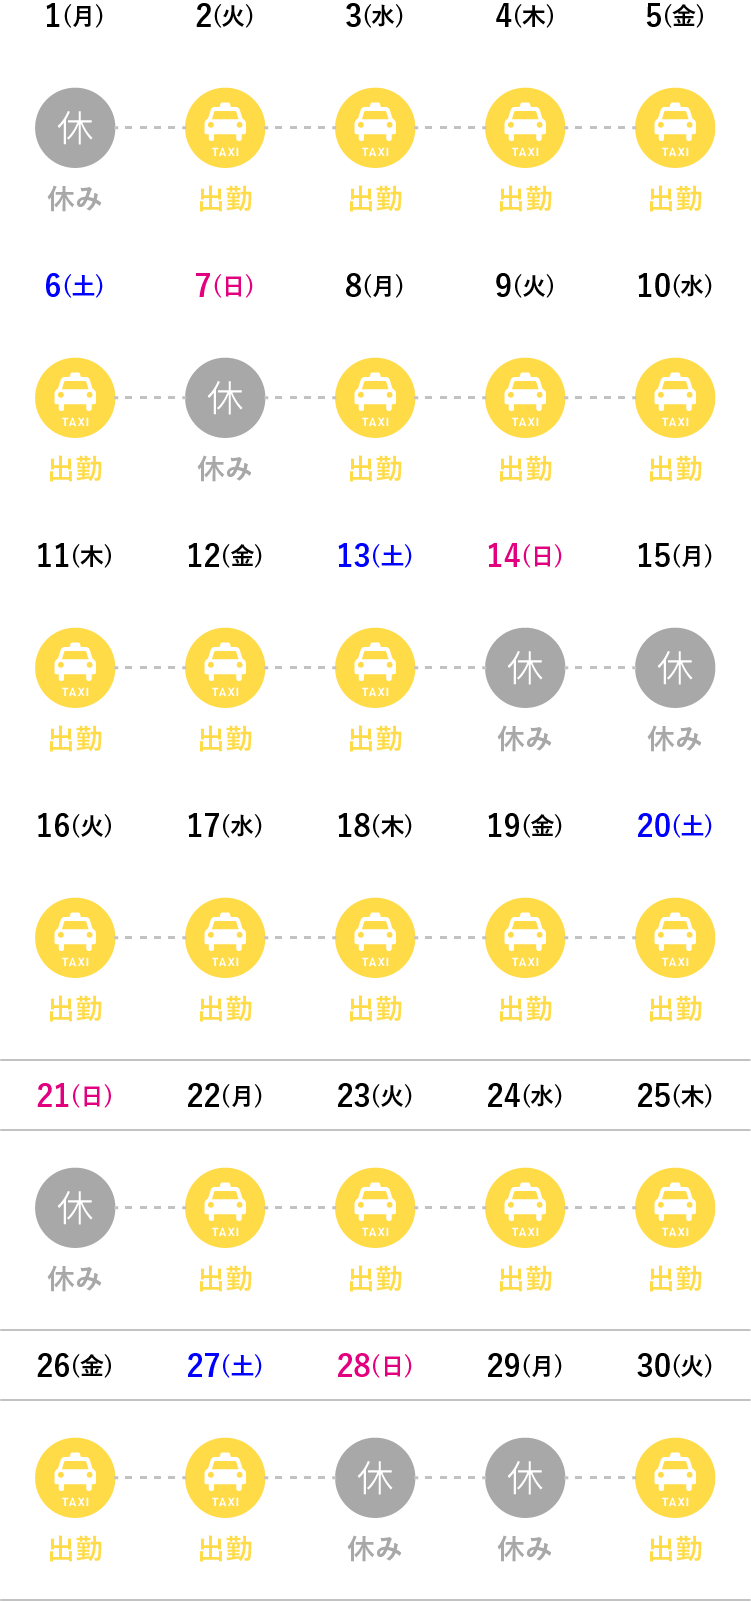 1(月) 2(火) 3(水) 4(木) 5(金)
休 TAXI TAXI TAXI TAXI
休み 出勤 出勤 出勤 出勤
6(土) 7(日) 8(月) 9(火) 10(水)
TAXI 休 TAXI TAXI TAXI
出勤 休み 出勤 出勤 出勤
11(木) 12(金) 13(土) 14(日) 15(月)
TAXI TAXI TAXI 休 休
出勤 出勤 出勤 休み 休み
16(火) 17(水) 18(木) 19(金) 20(土)
TAXI TAXI TAXI TAXI TAXI
出勤 出勤 出勤 出勤 出勤
21(日) 22(月) 23(火) 24(水) 25(木)
休 TAXI TAXI TAXI TAXI
休み 出勤 出勤 出勤 出勤
26(金) 27(土) 28(日) 29(月) 30(火)
TAXI TAXI 休 休 TAXI
出勤 出勤 休み 休み 出勤